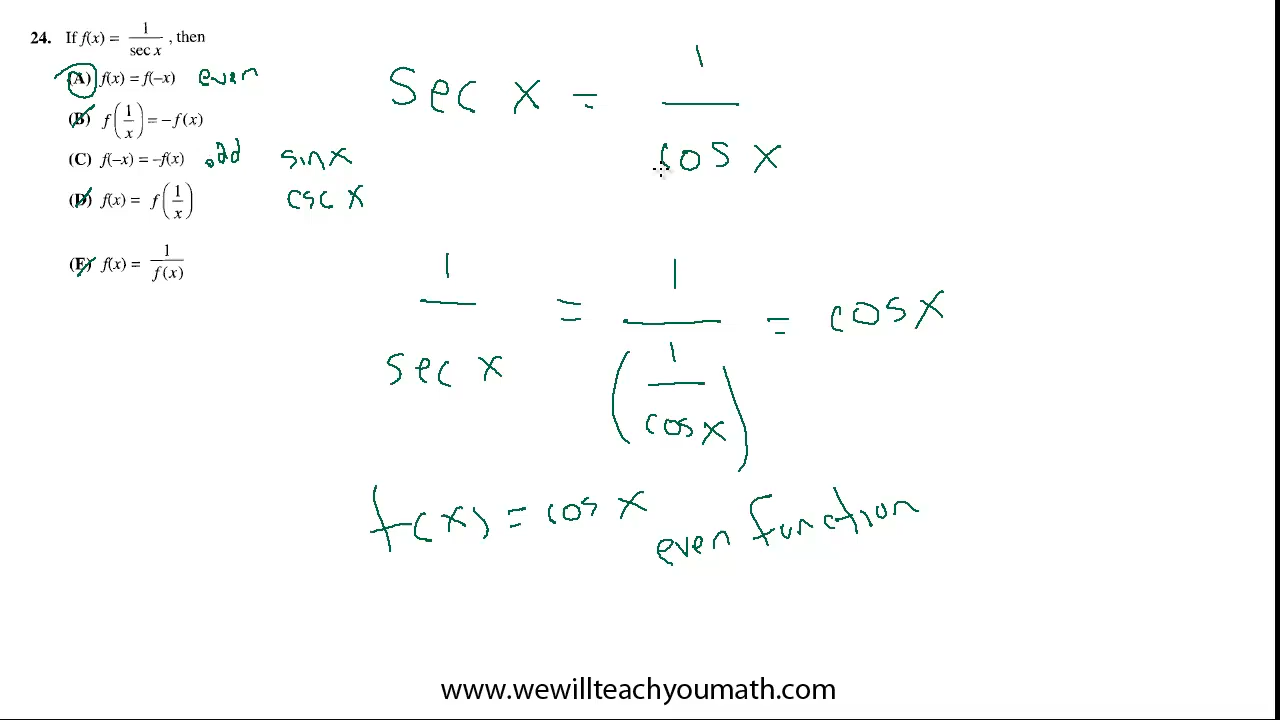 24. If f(x) = 1/sec x, then
(A) f(x) = f(–x) even
(B) f(1/x) = –f(x)
(C) f(–x) = –f(x) odd sin x
(D) f(x) = f(1/x) csc x
(E) f(x) = 1/f(x)
sec x = 1/cos x
1/sec x = 1/(1/cos x) = cos x
f(x) = cos x even function
www.wewillteachyoumath.com